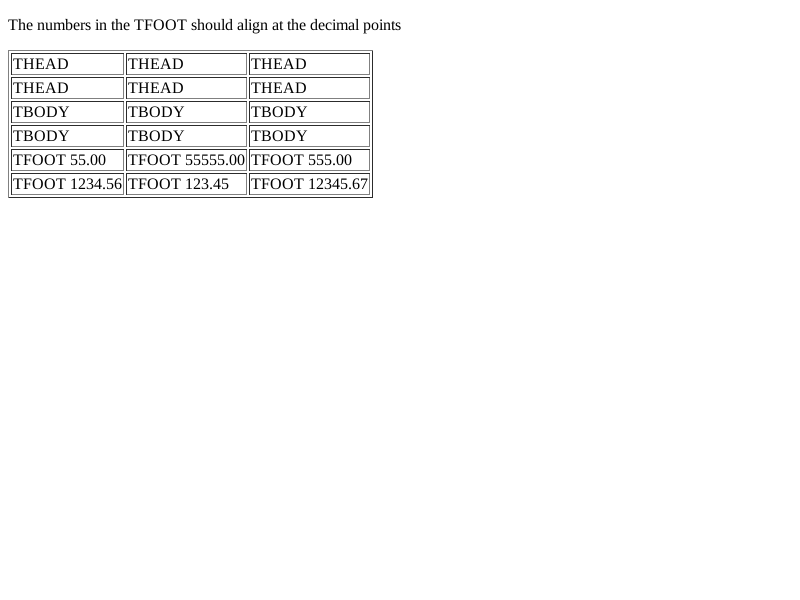 The numbers in the TFOOT should align at the decimal points
THEAD THEAD THEAD
THEAD THEAD THEAD
TBODY TBODY TBODY
TBODY TBODY TBODY
TFOOT 55.00 TFOOT 55555.00 TFOOT 555.00
TFOOT 1234.56 TFOOT 123.45 TFOOT 12345.67